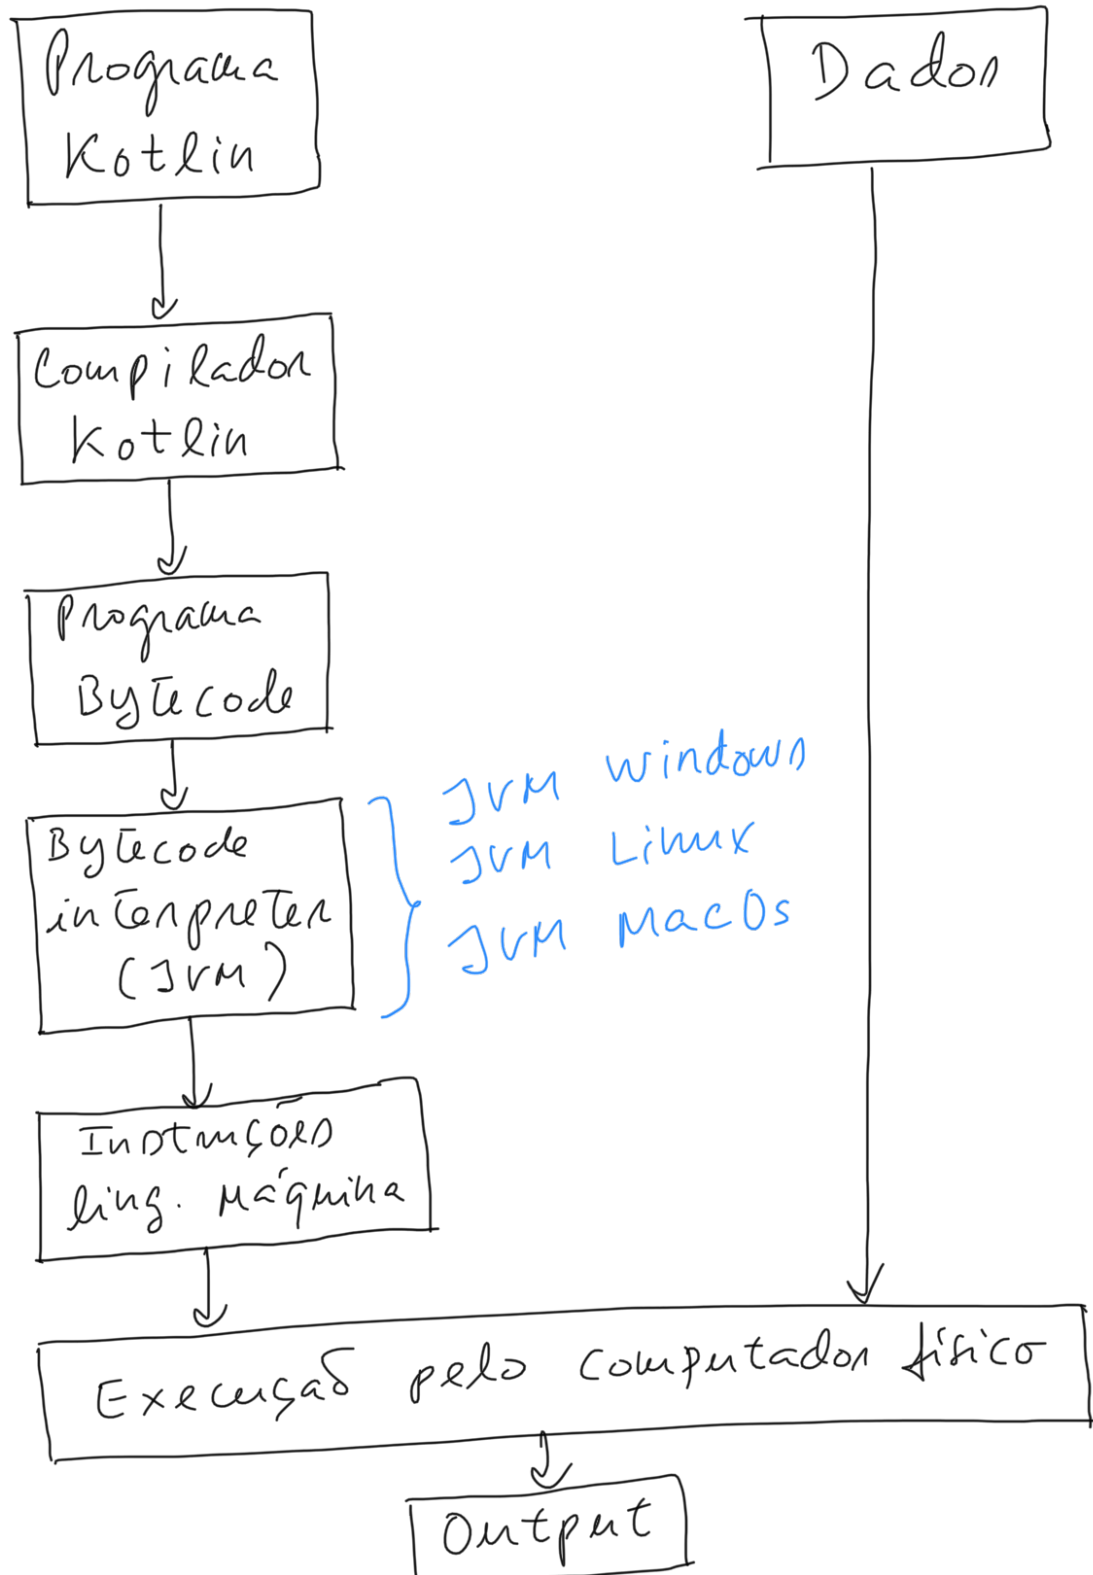 Programa
Kotlin
Dados
Compilador
Kotlin
Programa
Bytecode
Bytecode
interpreter
(JVM)
JVM Windows
JVM Linux
JVM MacOs
Instruções
ling. Máquina
Execução pelo computador físico
Output